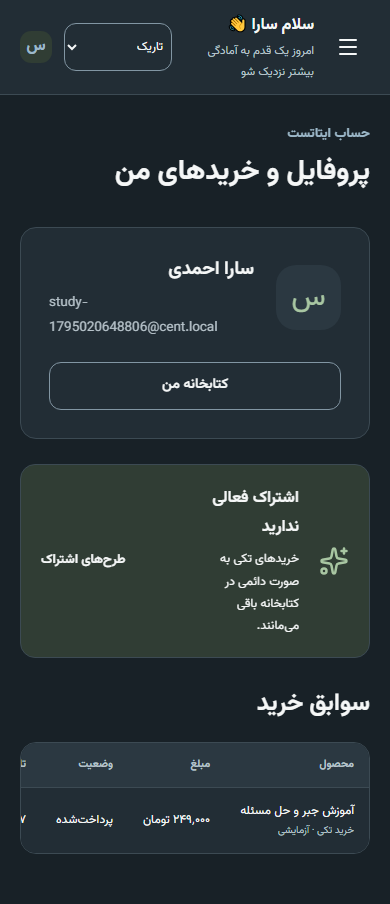 سلام سارا 👋
امروز یک قدم به آمادگی
بیشتر نزدیک شو
تاریک
س
حساب ایتاتست
پروفایل و خریدهای من
س
سارا احمدی
study-
1795020648806@cent.local
کتابخانه من
اشتراک فعالی
ندارید
خریدهای تکی به
صورت دائمی در
کتابخانه باقی
می‌مانند.
طرح‌های اشتراک
سوابق خرید
محصول مبلغ وضعیت
آموزش جبر و حل مسئله ۲۴۹,۰۰۰ تومان پرداخت‌شده
خرید تکی · آزمایشی